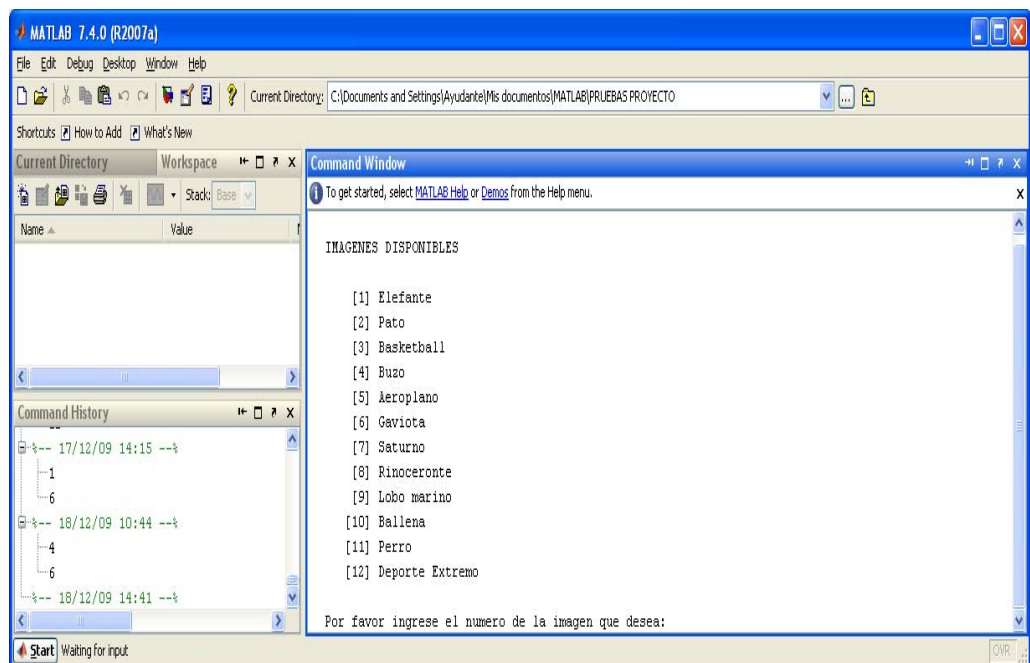 MATLAB 7.4.0 (R2007a)
File Edit Debug Desktop Window Help
Current Directory: C:\Documents and Settings\Ayudante\Mis documentos\MATLAB\PRUEBAS PROYECTO
Shortcuts How to Add What's New
Current Directory Workspace
Stack: Base
Name Value
Command History
%-- 17/12/09 14:15 --%
1
6
%-- 18/12/09 10:44 --%
4
6
%-- 18/12/09 14:41 --%
Command Window
To get started, select MATLAB Help or Demos from the Help menu.
IMAGENES DISPONIBLES
[1] Elefante
[2] Pato
[3] Basketball
[4] Buzo
[5] Aeroplano
[6] Gaviota
[7] Saturno
[8] Rinoceronte
[9] Lobo marino
[10] Ballena
[11] Perro
[12] Deporte Extremo
Por favor ingrese el numero de la imagen que desea:
Start Waiting for input
OVR